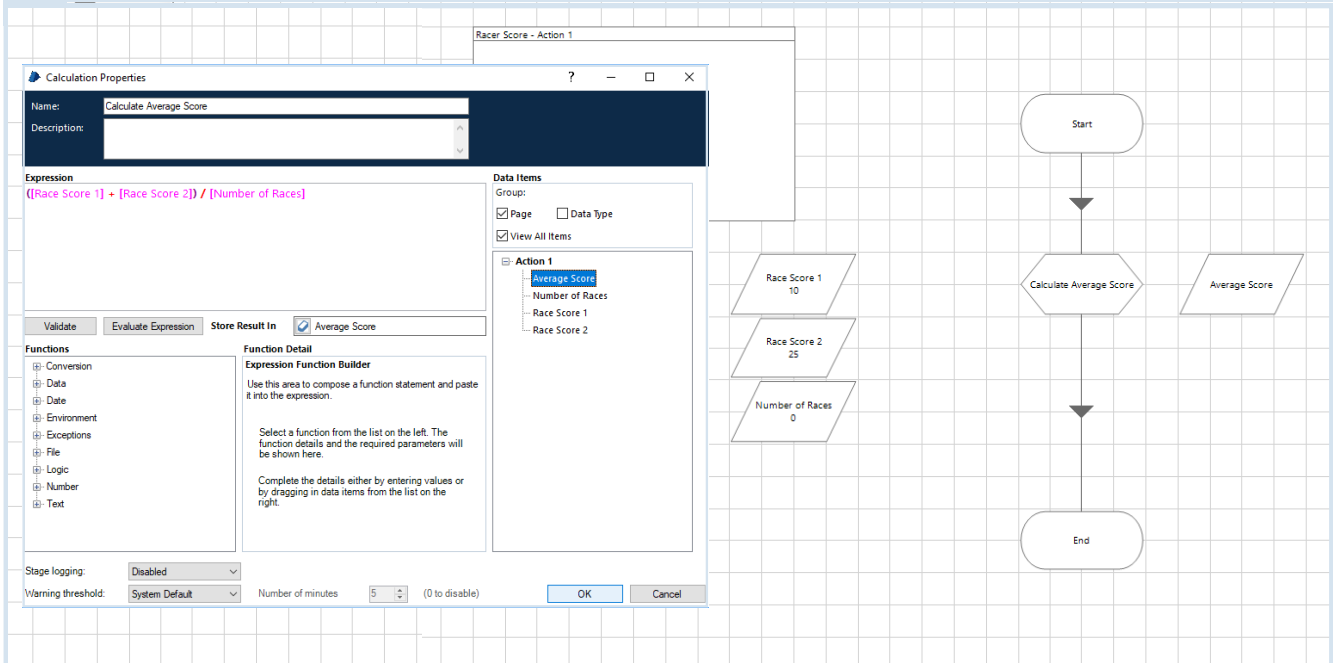 Racer Score - Action 1
Calculation Properties
?
Name:
Calculate Average Score
Description:
Expression
([Race Score 1] + [Race Score 2]) / [Number of Races]
Data Items
Group:
Page
Data Type
View All Items
Action 1
Average Score
Number of Races
Race Score 1
Race Score 2
Validate
Evaluate Expression
Store Result In
Average Score
Functions
Conversion
Data
Date
Environment
Exceptions
File
Logic
Number
Text
Function Detail
Expression Function Builder
Use this area to compose a function statement and paste
it into the expression.
Select a function from the list on the left. The
function details and the required parameters will
be shown here.
Complete the details either by entering values or
by dragging in data items from the list on the
right.
Stage logging:
Disabled
Warning threshold:
System Default
Number of minutes
5
(0 to disable)
OK
Cancel
Race Score 1
10
Race Score 2
25
Number of Races
0
Start
Calculate Average Score
Average Score
End